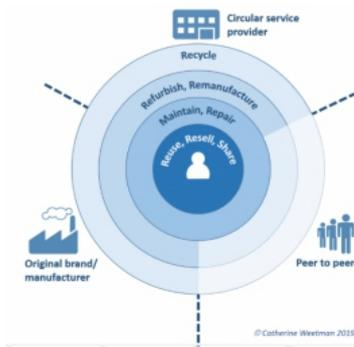 Circular service
provider
Recycle
Refurbish, Remanufacture
Maintain, Repair
Reuse, Resell, Share
Original brand/
manufacturer
Peer to peer
© Catherine Weetman 2019